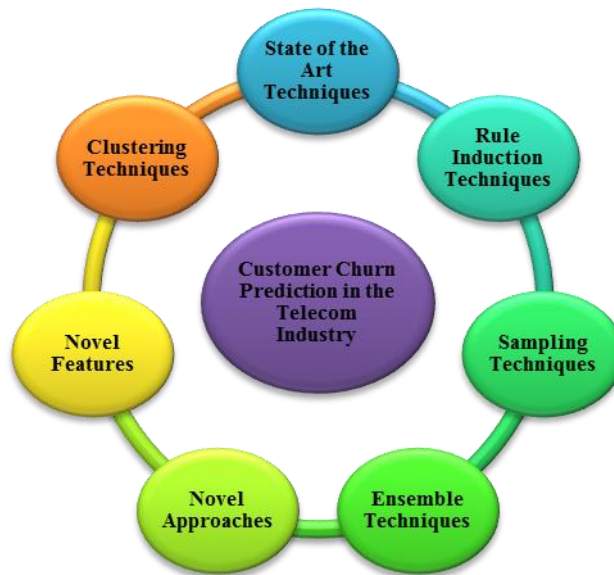 State of the
Art
Techniques
Rule
Induction
Techniques
Sampling
Techniques
Ensemble
Techniques
Novel
Approaches
Novel
Features
Clustering
Techniques
Customer Churn
Prediction in the
Telecom
Industry